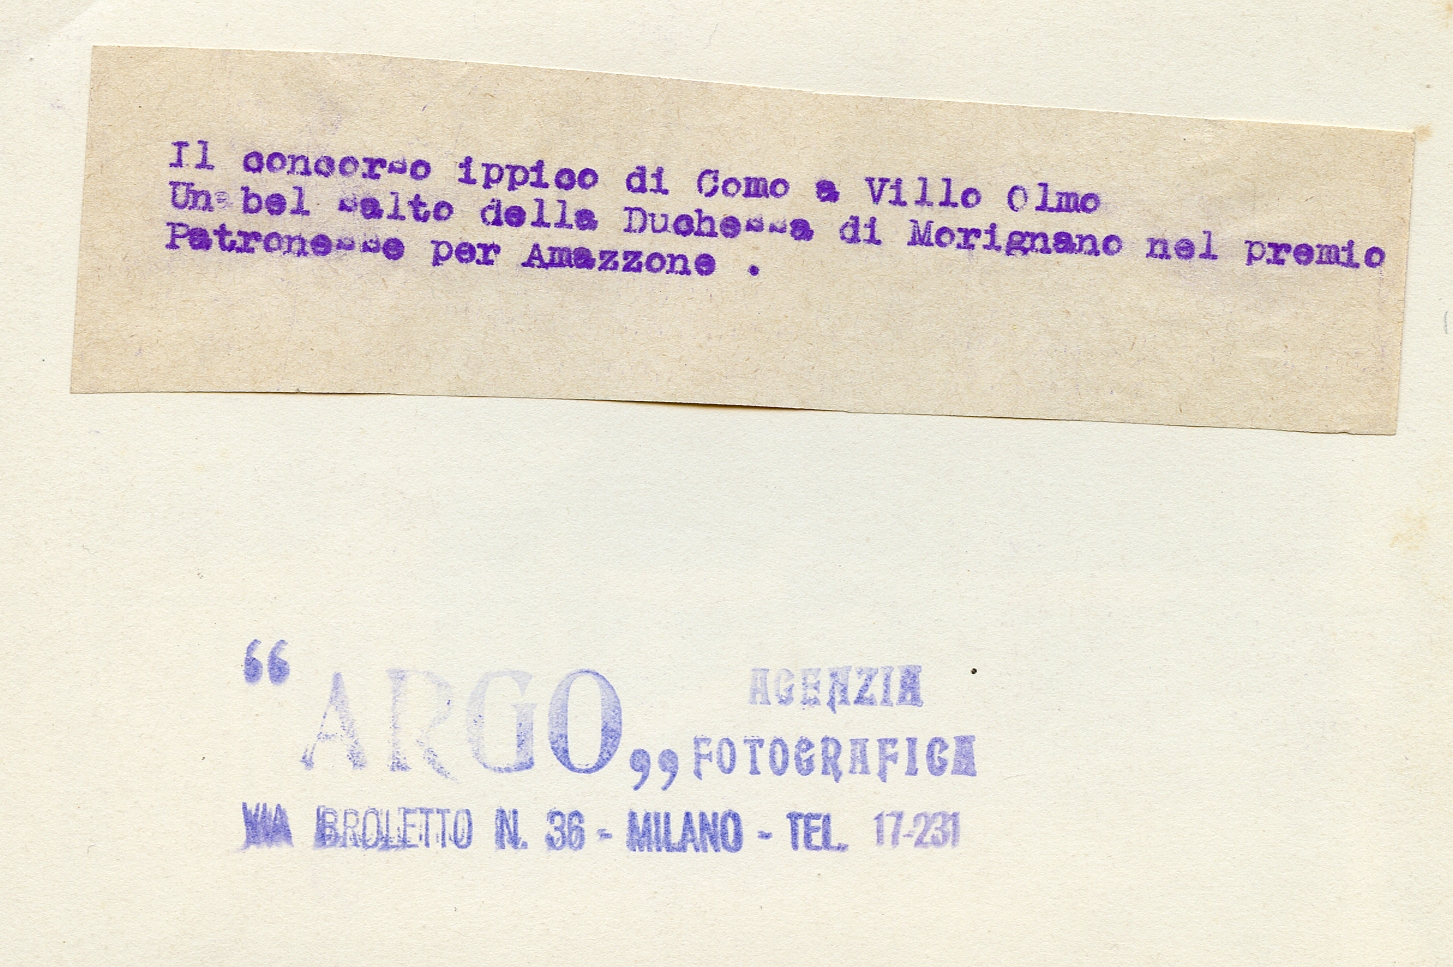 Il concorso ippico di Como a Villo Olmo
Un bel salto della Duchessa di Morignano nel premio
Patronesse per Amazzone .
“ARGO„ AGENZIA FOTOGRAFICA
VIA BROLETTO N. 36 - MILANO - TEL. 17-231